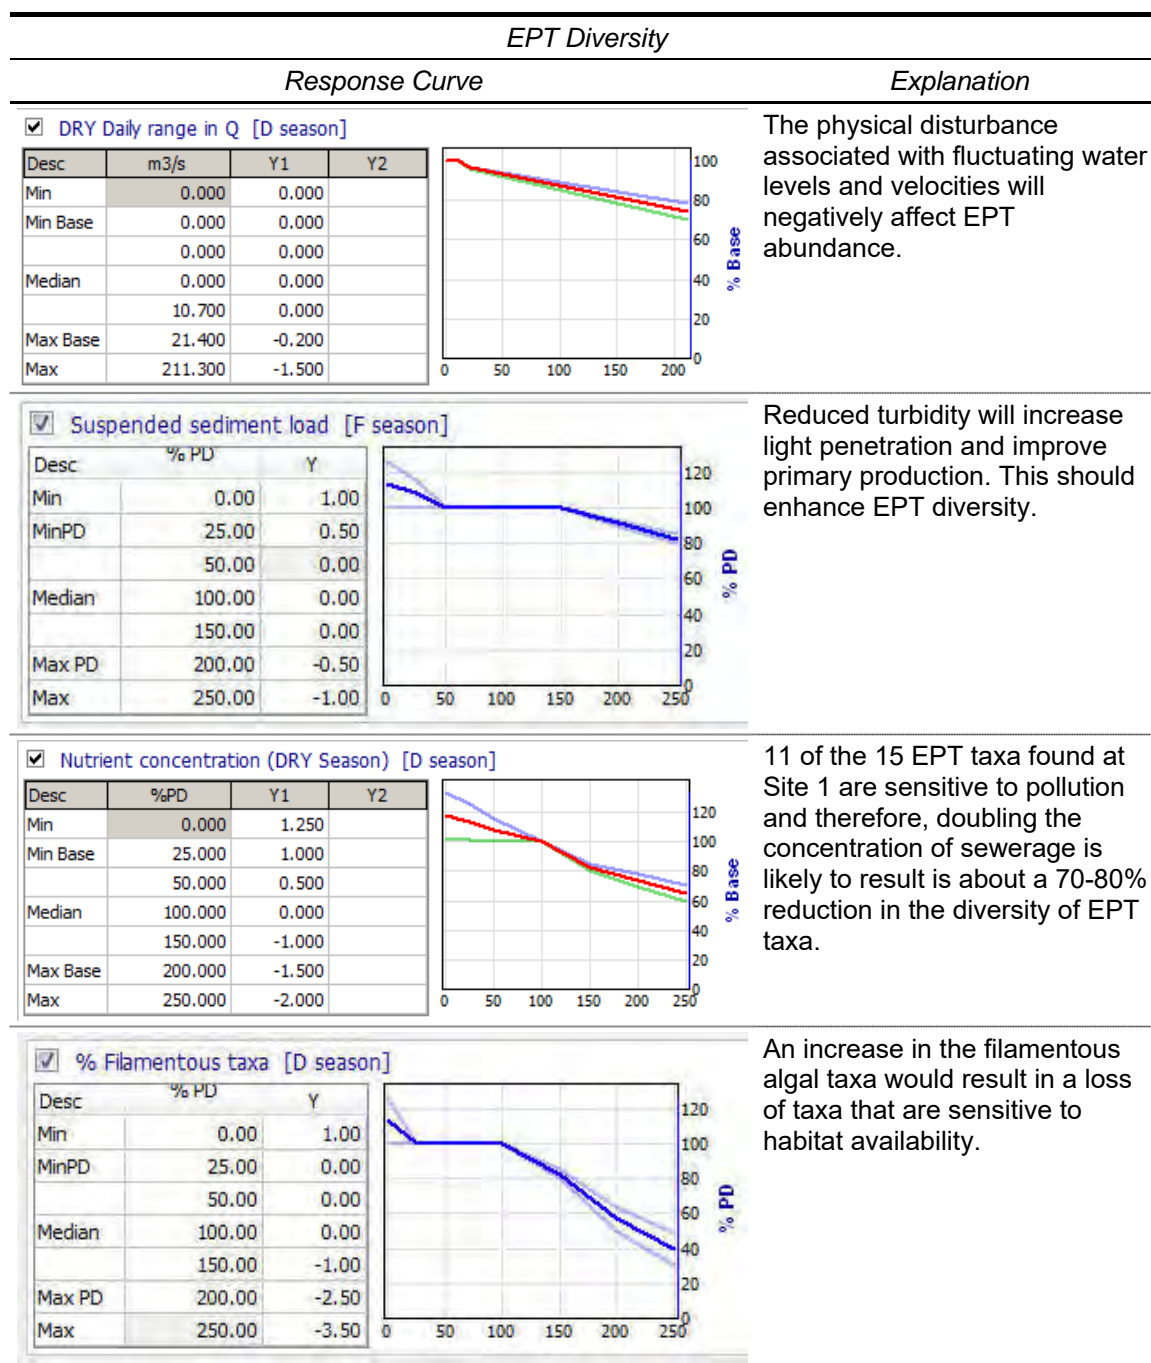 EPT Diversity
Response Curve Explanation
DRY Daily range in Q [D season]
Desc m3/s Y1 Y2
Min 0.000 0.000
Min Base 0.000 0.000
0.000 0.000
Median 0.000 0.000
10.700 0.000
Max Base 21.400 -0.200
Max 211.300 -1.500
100
80
60
40
20
0
% Base
0 50 100 150 200
The physical disturbance
associated with fluctuating water
levels and velocities will
negatively affect EPT
abundance.
Suspended sediment load [F season]
Desc % PD Y
Min 0.00 1.00
MinPD 25.00 0.50
50.00 0.00
Median 100.00 0.00
150.00 0.00
Max PD 200.00 -0.50
Max 250.00 -1.00
120
100
80
60
40
20
0
% PD
0 50 100 150 200 250
Reduced turbidity will increase
light penetration and improve
primary production. This should
enhance EPT diversity.
Nutrient concentration (DRY Season) [D season]
Desc %PD Y1 Y2
Min 0.000 1.250
Min Base 25.000 1.000
50.000 0.500
Median 100.000 0.000
150.000 -1.000
Max Base 200.000 -1.500
Max 250.000 -2.000
120
100
80
60
40
20
0
% Base
0 50 100 150 200 250
11 of the 15 EPT taxa found at
Site 1 are sensitive to pollution
and therefore, doubling the
concentration of sewerage is
likely to result is about a 70-80%
reduction in the diversity of EPT
taxa.
% Filamentous taxa [D season]
Desc % PD Y
Min 0.00 1.00
MinPD 25.00 0.00
50.00 0.00
Median 100.00 0.00
150.00 -1.00
Max PD 200.00 -2.50
Max 250.00 -3.50
120
100
80
60
40
20
0
% PD
0 50 100 150 200 250
An increase in the filamentous
algal taxa would result in a loss
of taxa that are sensitive to
habitat availability.